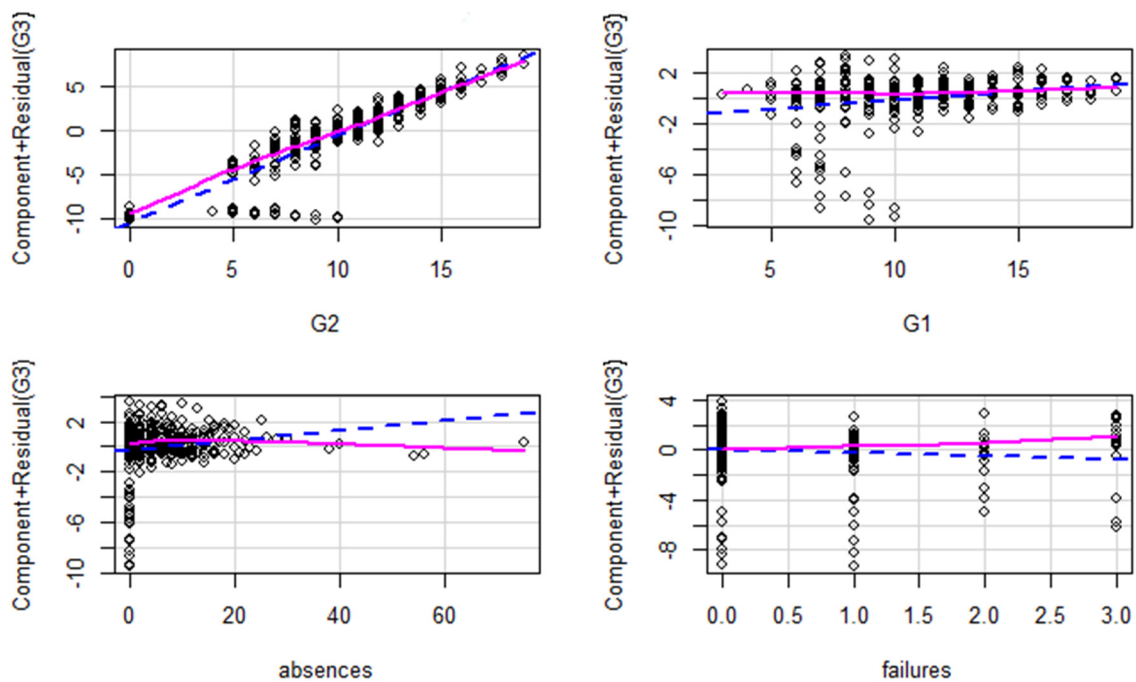 Component+Residual(G3}
5
0
-5
-10
0 5 10 15
G2
Component+Residual(G3}
2
-2
-6
-10
5 10 15
G1
Component+Residual(G3}
2
-2
-6
-10
0 20 40 60
absences
Component+Residual(G3}
4
0
-4
-8
0.0 0.5 1.0 1.5 2.0 2.5 3.0
failures